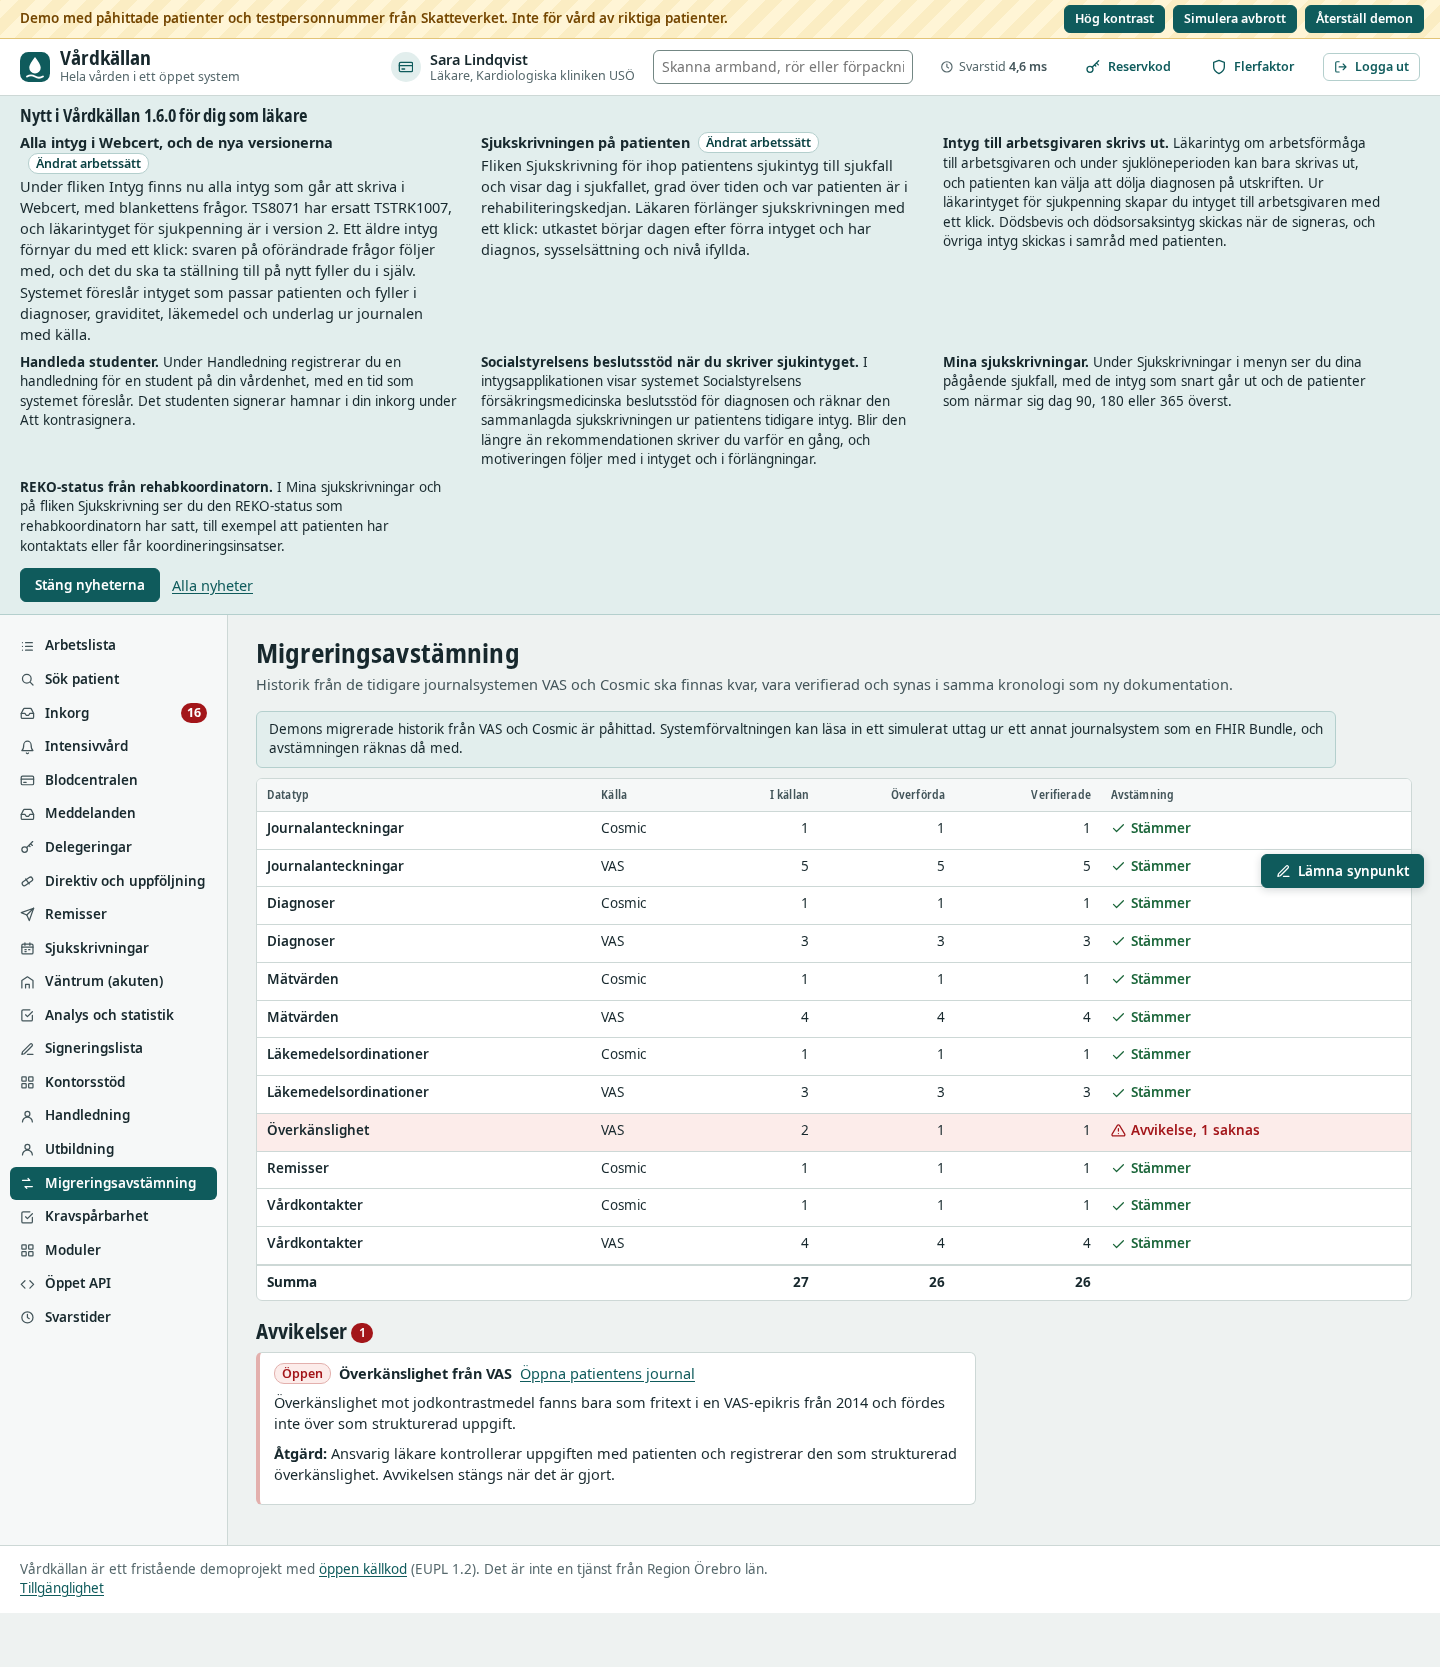 Demo med påhittade patienter och testpersonnummer från Skatteverket. Inte för vård av riktiga patienter.
Hög kontrast
Simulera avbrott
Återställ demon
Vårdkällan
Hela vården i ett öppet system
Sara Lindqvist
Läkare, Kardiologiska kliniken USÖ
Skanna armband, rör eller förpackni
Svarstid 4,6 ms
Reservkod
Flerfaktor
Logga ut
Nytt i Vårdkällan 1.6.0 för dig som läkare
Alla intyg i Webcert, och de nya versionerna
Ändrat arbetssätt
Under fliken Intyg finns nu alla intyg som går att skriva i
Webcert, med blankettens frågor. TS8071 har ersatt TSTRK1007,
och läkarintyget för sjukpenning är i version 2. Ett äldre intyg
förnyar du med ett klick: svaren på oförändrade frågor följer
med, och det du ska ta ställning till på nytt fyller du i själv.
Systemet föreslår intyget som passar patienten och fyller i
diagnoser, graviditet, läkemedel och underlag ur journalen
med källa.
Sjukskrivningen på patienten Ändrat arbetssätt
Fliken Sjukskrivning för ihop patientens sjukintyg till sjukfall
och visar dag i sjukfallet, grad över tiden och var patienten är i
rehabiliteringskedjan. Läkaren förlänger sjukskrivningen med
ett klick: utkastet börjar dagen efter förra intyget och har
diagnos, sysselsättning och nivå ifyllda.
Intyg till arbetsgivaren skrivs ut. Läkarintyg om arbetsförmåga
till arbetsgivaren och under sjuklöneperioden kan bara skrivas ut,
och patienten kan välja att dölja diagnosen på utskriften. Ur
läkarintyget för sjukpenning skapar du intyget till arbetsgivaren med
ett klick. Dödsbevis och dödsorsaksintyg skickas när de signeras, och
övriga intyg skickas i samråd med patienten.
Handleda studenter. Under Handledning registrerar du en
handledning för en student på din vårdenhet, med en tid som
systemet föreslår. Det studenten signerar hamnar i din inkorg under
Att kontrasignera.
Socialstyrelsens beslutsstöd när du skriver sjukintyget. I
intygsapplikationen visar systemet Socialstyrelsens
försäkringsmedicinska beslutsstöd för diagnosen och räknar den
sammanlagda sjukskrivningen ur patientens tidigare intyg. Blir den
längre än rekommendationen skriver du varför en gång, och
motiveringen följer med i intyget och i förlängningar.
Mina sjukskrivningar. Under Sjukskrivningar i menyn ser du dina
pågående sjukfall, med de intyg som snart går ut och de patienter
som närmar sig dag 90, 180 eller 365 överst.
REKO-status från rehabkoordinatorn. I Mina sjukskrivningar och
på fliken Sjukskrivning ser du den REKO-status som
rehabkoordinatorn har satt, till exempel att patienten har
kontaktats eller får koordineringsinsatser.
Stäng nyheterna
Alla nyheter
Arbetslista
Sök patient
Inkorg 16
Intensivvård
Blodcentralen
Meddelanden
Delegeringar
Direktiv och uppföljning
Remisser
Sjukskrivningar
Väntrum (akuten)
Analys och statistik
Signeringslista
Kontorsstöd
Handledning
Utbildning
Migreringsavstämning
Kravspårbarhet
Moduler
Öppet API
Svarstider
Migreringsavstämning
Historik från de tidigare journalsystemen VAS och Cosmic ska finnas kvar, vara verifierad och synas i samma kronologi som ny dokumentation.
Demons migrerade historik från VAS och Cosmic är påhittad. Systemförvaltningen kan läsa in ett simulerat uttag ur ett annat journalsystem som en FHIR Bundle, och
avstämningen räknas då med.
Datatyp Källa I källan Överförda Verifierade Avstämning
Journalanteckningar Cosmic 1 1 1 Stämmer
Journalanteckningar VAS 5 5 5 Stämmer
Lämna synpunkt
Diagnoser Cosmic 1 1 1 Stämmer
Diagnoser VAS 3 3 3 Stämmer
Mätvärden Cosmic 1 1 1 Stämmer
Mätvärden VAS 4 4 4 Stämmer
Läkemedelsordinationer Cosmic 1 1 1 Stämmer
Läkemedelsordinationer VAS 3 3 3 Stämmer
Överkänslighet VAS 2 1 1 Avvikelse, 1 saknas
Remisser Cosmic 1 1 1 Stämmer
Vårdkontakter Cosmic 1 1 1 Stämmer
Vårdkontakter VAS 4 4 4 Stämmer
Summa 27 26 26
Avvikelser 1
Öppen Överkänslighet från VAS Öppna patientens journal
Överkänslighet mot jodkontrastmedel fanns bara som fritext i en VAS-epikris från 2014 och fördes
inte över som strukturerad uppgift.
Åtgärd: Ansvarig läkare kontrollerar uppgiften med patienten och registrerar den som strukturerad
överkänslighet. Avvikelsen stängs när det är gjort.
Vårdkällan är ett fristående demoprojekt med öppen källkod (EUPL 1.2). Det är inte en tjänst från Region Örebro län.
Tillgänglighet